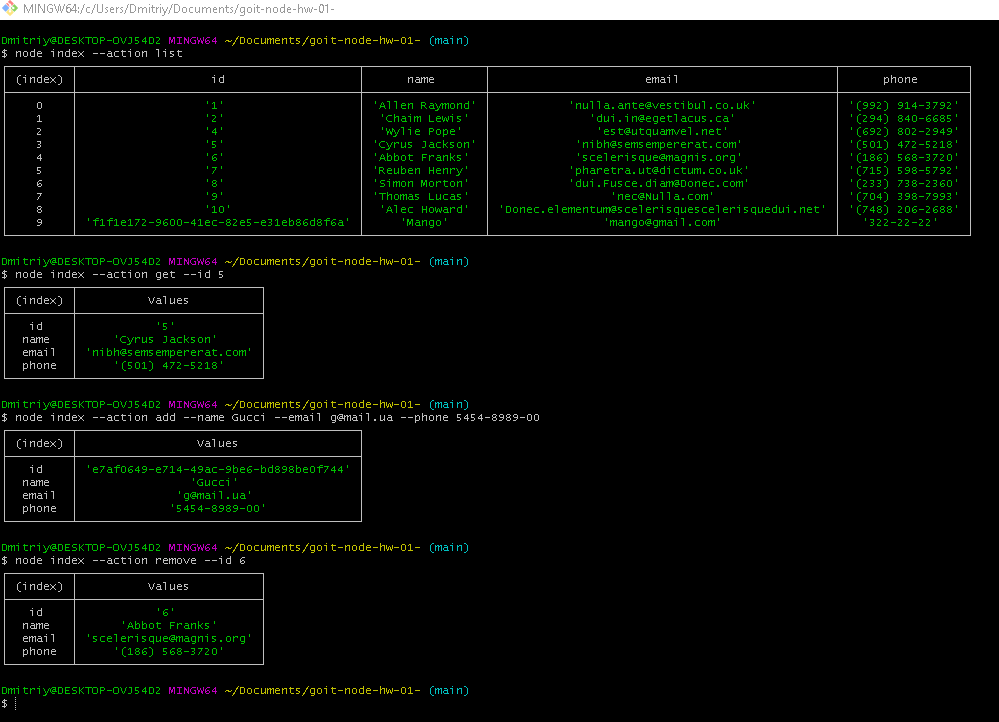 MINGW64:/c/Users/Dmitriy/Documents/goit-node-hw-01-
Dmitriy@DESKTOP-OVJ54D2 MINGW64 ~/Documents/goit-node-hw-01- (main)
$ node index --action list
(index) id name email phone
0 '1' 'Allen Raymond' 'nulla.ante@vestibul.co.uk' '(992) 914-3792'
1 '2' 'Chaim Lewis' 'dui.in@egetlacus.ca' '(294) 840-6685'
2 '4' 'Wylie Pope' 'est@utquamvel.net' '(692) 802-2949'
3 '5' 'Cyrus Jackson' 'nibh@semsempererat.com' '(501) 472-5218'
4 '6' 'Abbot Franks' 'scelerisque@magnis.org' '(186) 568-3720'
5 '7' 'Reuben Henry' 'pharetra.ut@dictum.co.uk' '(715) 598-5792'
6 '8' 'Simon Morton' 'dui.Fusce.diam@Donec.com' '(233) 738-2360'
7 '9' 'Thomas Lucas' 'nec@Nulla.com' '(704) 398-7993'
8 '10' 'Alec Howard' 'Donec.elementum@scelerisquescelerisquedui.net' '(748) 206-2688'
9 'f1f1e172-9600-41ec-82e5-e31eb86d8f6a' 'Mango' 'mango@gmail.com' '322-22-22'
Dmitriy@DESKTOP-OVJ54D2 MINGW64 ~/Documents/goit-node-hw-01- (main)
$ node index --action get --id 5
(index) Values
id '5'
name 'Cyrus Jackson'
email 'nibh@semsempererat.com'
phone '(501) 472-5218'
Dmitriy@DESKTOP-OVJ54D2 MINGW64 ~/Documents/goit-node-hw-01- (main)
$ node index --action add --name Gucci --email g@mail.ua --phone 5454-8989-00
(index) Values
id 'e7af0649-e714-49ac-9be6-bd898be0f744'
name 'Gucci'
email 'g@mail.ua'
phone '5454-8989-00'
Dmitriy@DESKTOP-OVJ54D2 MINGW64 ~/Documents/goit-node-hw-01- (main)
$ node index --action remove --id 6
(index) Values
id '6'
name 'Abbot Franks'
email 'scelerisque@magnis.org'
phone '(186) 568-3720'
Dmitriy@DESKTOP-OVJ54D2 MINGW64 ~/Documents/goit-node-hw-01- (main)
$